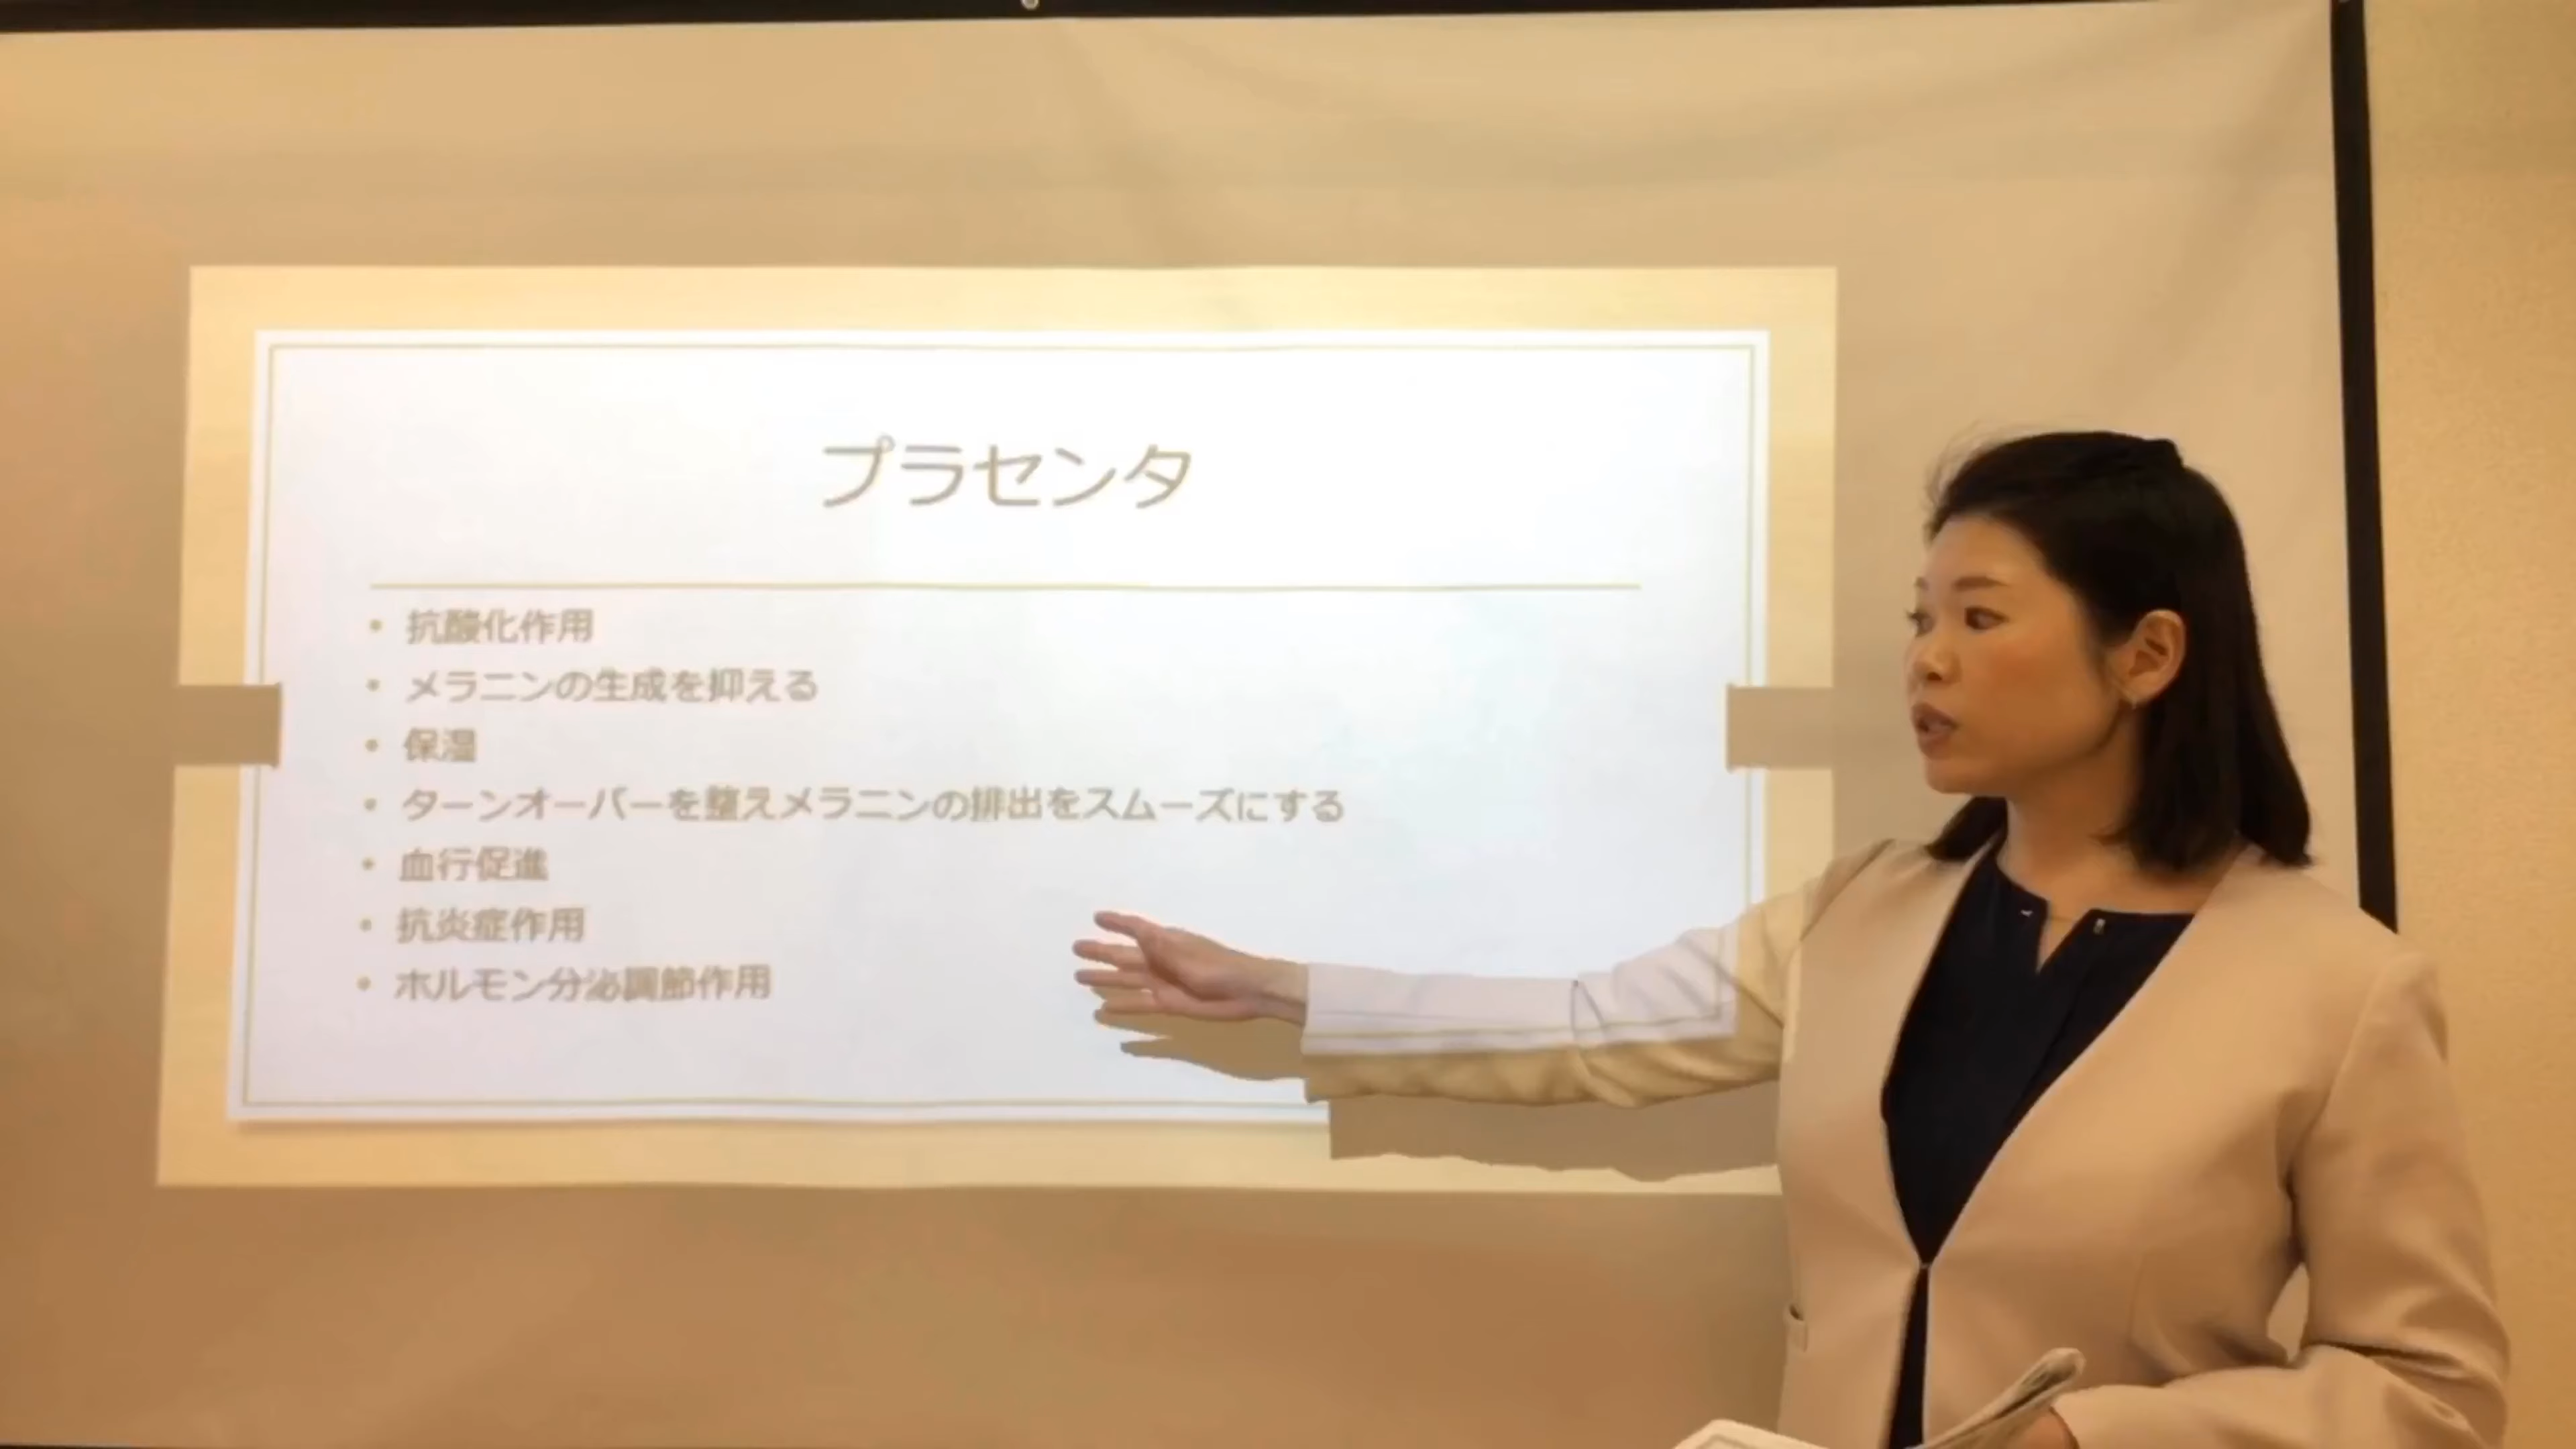 プラセンタ
• 抗酸化作用
• メラニンの生成を抑える
• 保湿
• ターンオーバーを整えメラニンの排出をスムーズにする
• 血行促進
• 抗炎症作用
• ホルモン分泌調節作用